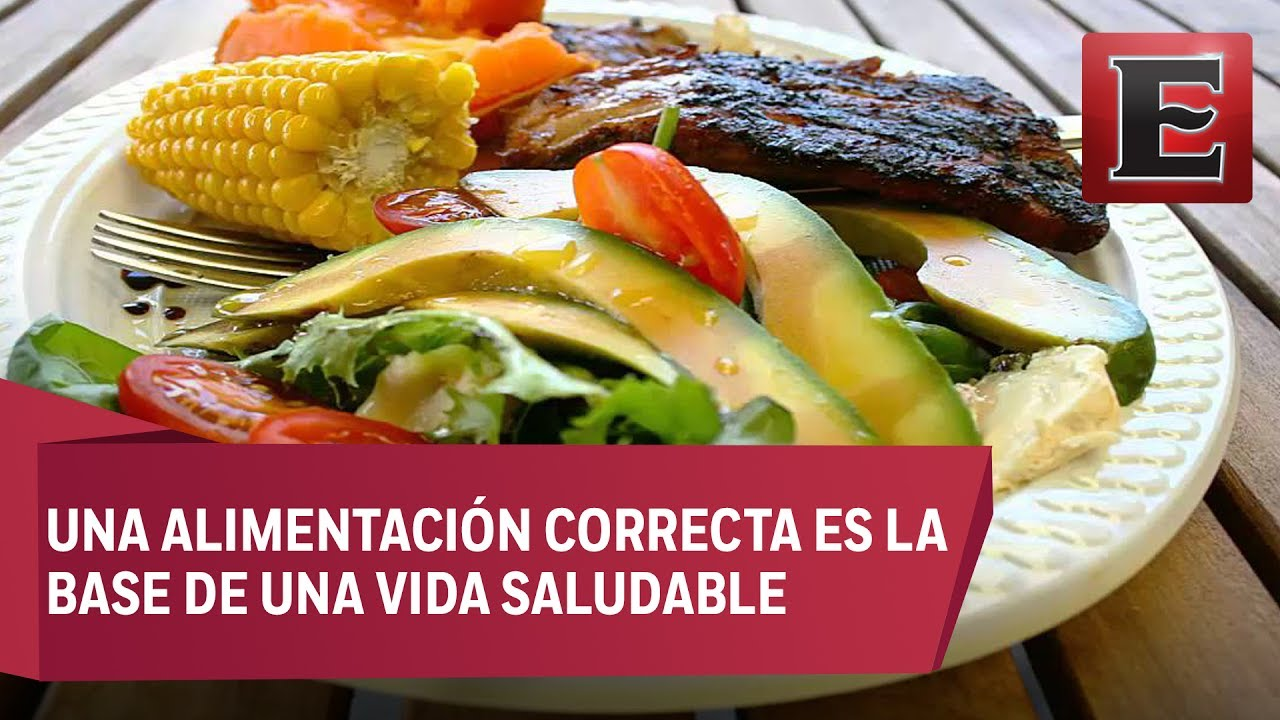 E
UNA ALIMENTACIÓN CORRECTA ES LA
BASE DE UNA VIDA SALUDABLE